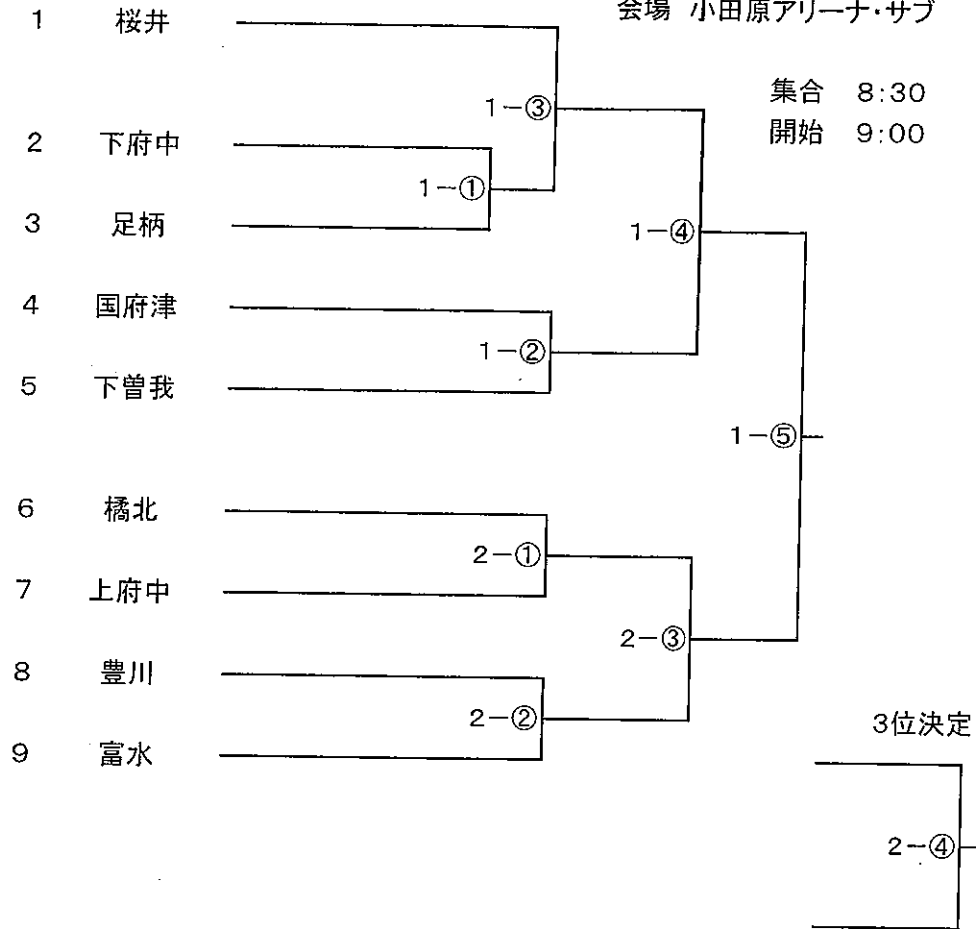 会場 小田原アリーナ・サブ
集合 8:30
開始 9:00
1 桜井
2 下府中
3 足柄
4 国府津
5 下曽我
6 橘北
7 上府中
8 豊川
9 富水
1－③
1－①
1－④
1－②
1－⑤
2－①
2－③
2－②
3位決定
2－④